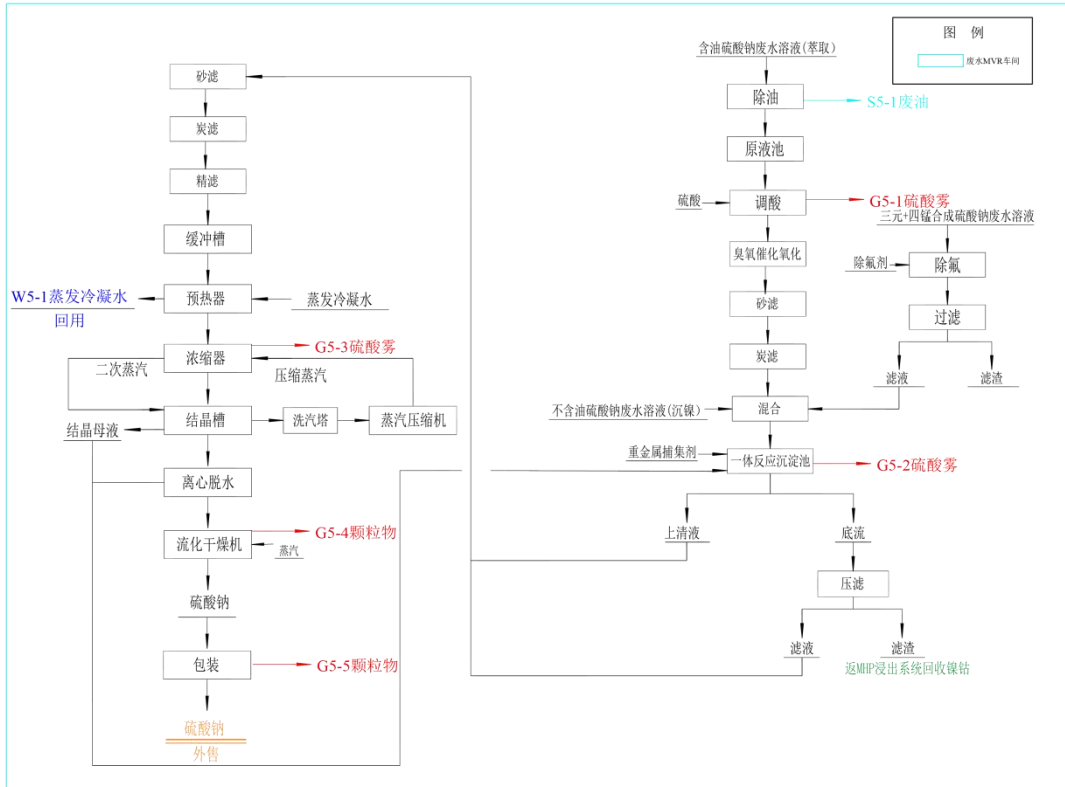 图 例
废水MVR车间
含油硫酸钠废水溶液(萃取)
除油
S5-1废油
原液池
硫酸
调酸
G5-1硫酸雾
三元+四锰合成硫酸钠废水溶液
臭氧催化氧化
除氟剂
除氟
砂滤
过滤
炭滤
滤液
滤渣
不含油硫酸钠废水溶液(沉镍)
混合
重金属捕集剂
一体反应沉淀池
G5-2硫酸雾
上清液
底流
压滤
滤液
滤渣
返MHP浸出系统回收镍钴
砂滤
炭滤
精滤
缓冲槽
W5-1蒸发冷凝水
回用
预热器
蒸发冷凝水
浓缩器
G5-3硫酸雾
二次蒸汽
压缩蒸汽
结晶槽
洗汽塔
蒸汽压缩机
结晶母液
离心脱水
流化干燥机
G5-4颗粒物
蒸汽
硫酸钠
包装
G5-5颗粒物
硫酸钠
外售